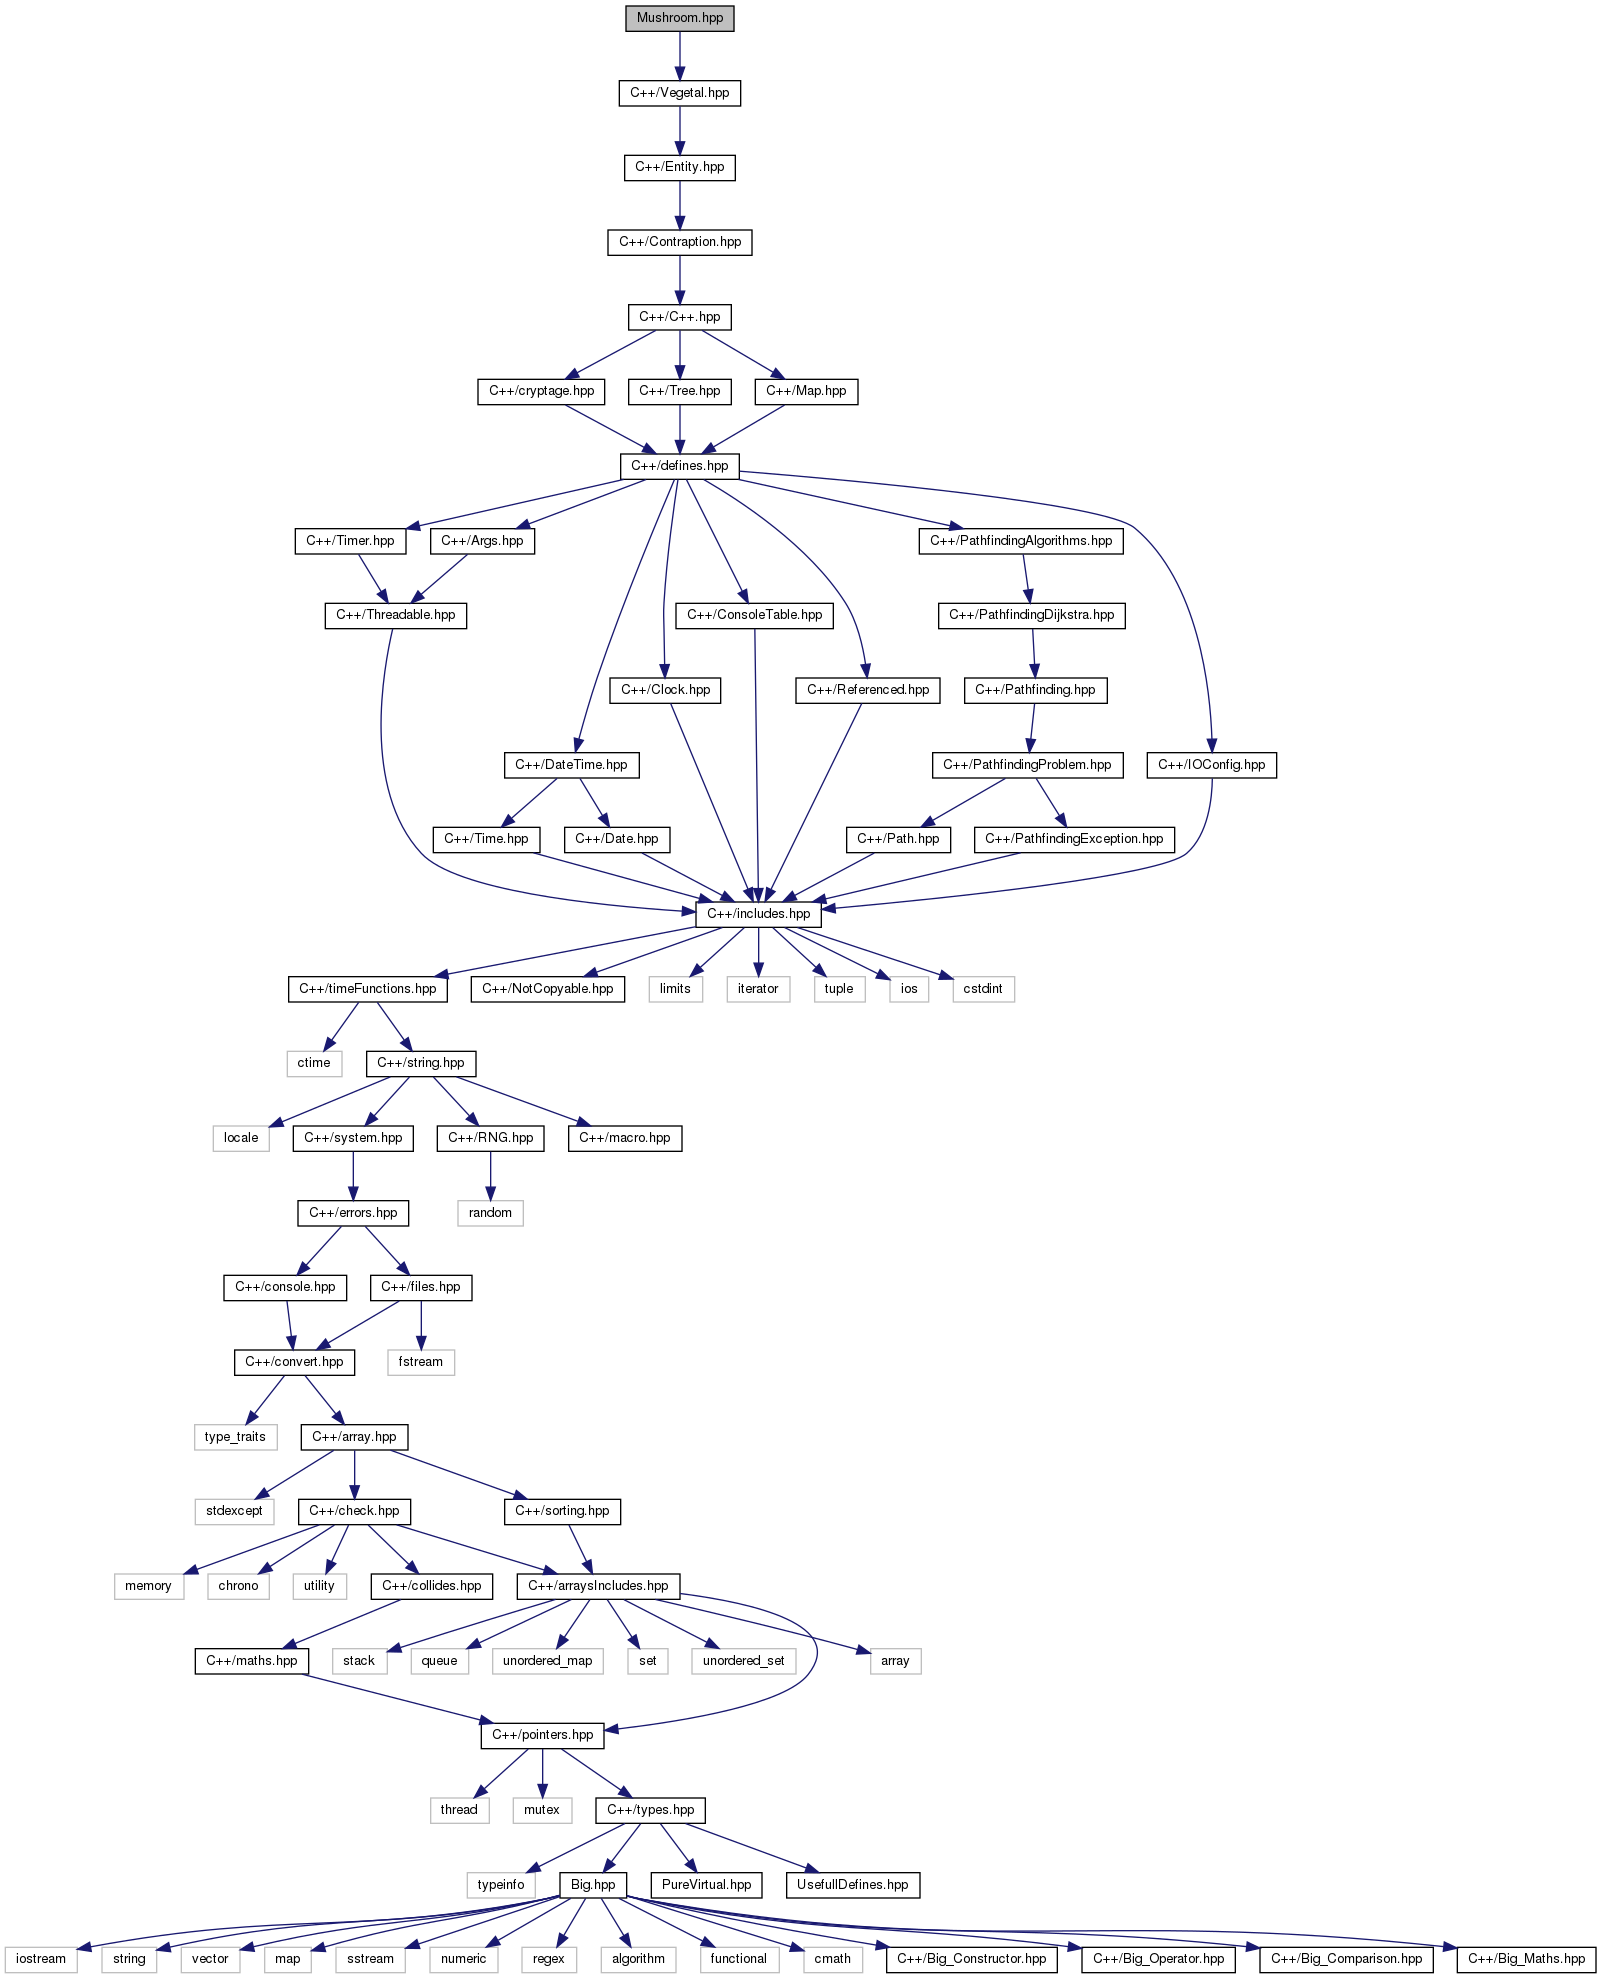 Mushroom.hpp
C++/Vegetal.hpp
C++/Entity.hpp
C++/Contraption.hpp
C++/C++.hpp
C++/cryptage.hpp
C++/Tree.hpp
C++/Map.hpp
C++/defines.hpp
C++/Timer.hpp
C++/Args.hpp
C++/PathfindingAlgorithms.hpp
C++/Threadable.hpp
C++/ConsoleTable.hpp
C++/PathfindingDijkstra.hpp
C++/Clock.hpp
C++/Referenced.hpp
C++/Pathfinding.hpp
C++/DateTime.hpp
C++/PathfindingProblem.hpp
C++/IOConfig.hpp
C++/Time.hpp
C++/Date.hpp
C++/Path.hpp
C++/PathfindingException.hpp
C++/includes.hpp
C++/timeFunctions.hpp
C++/NotCopyable.hpp
limits
iterator
tuple
ios
cstdint
ctime
C++/string.hpp
locale
C++/system.hpp
C++/RNG.hpp
C++/macro.hpp
C++/errors.hpp
random
C++/console.hpp
C++/files.hpp
C++/convert.hpp
fstream
type_traits
C++/array.hpp
stdexcept
C++/check.hpp
C++/sorting.hpp
memory
chrono
utility
C++/collides.hpp
C++/arraysIncludes.hpp
C++/maths.hpp
stack
queue
unordered_map
set
unordered_set
array
C++/pointers.hpp
thread
mutex
C++/types.hpp
typeinfo
Big.hpp
PureVirtual.hpp
UsefullDefines.hpp
iostream
string
vector
map
sstream
numeric
regex
algorithm
functional
cmath
C++/Big_Constructor.hpp
C++/Big_Operator.hpp
C++/Big_Comparison.hpp
C++/Big_Maths.hpp